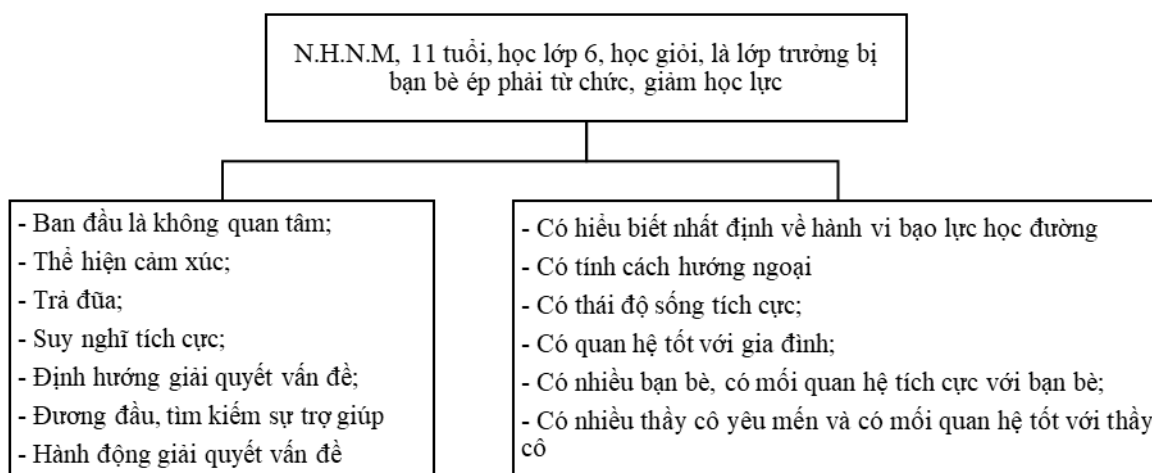 N.H.N.M, 11 tuổi, học lớp 6, học giỏi, là lớp trưởng bị
bạn bè ép phải từ chức, giảm học lực
- Ban đầu là không quan tâm;
- Thể hiện cảm xúc;
- Trả đũa;
- Suy nghĩ tích cực;
- Định hướng giải quyết vấn đề;
- Đương đầu, tìm kiếm sự trợ giúp
- Hành động giải quyết vấn đề
- Có hiểu biết nhất định về hành vi bạo lực học đường
- Có tính cách hướng ngoại
- Có thái độ sống tích cực;
- Có quan hệ tốt với gia đình;
- Có nhiều bạn bè, có mối quan hệ tích cực với bạn bè;
- Có nhiều thầy cô yêu mến và có mối quan hệ tốt với thầy
cô